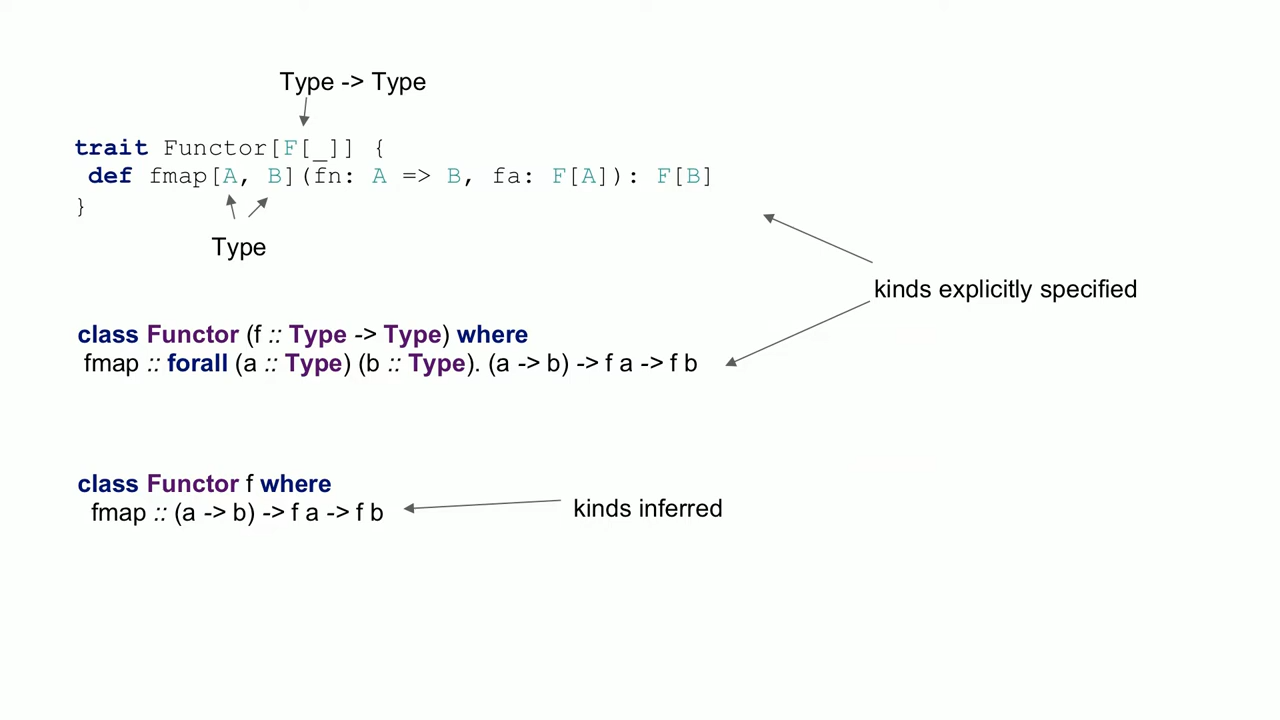 Type -> Type
trait Functor[F[_]] {
def fmap[A, B](fn: A => B, fa: F[A]): F[B]
}
Type
kinds explicitly specified
class Functor (f :: Type -> Type) where
fmap :: forall (a :: Type) (b :: Type). (a -> b) -> f a -> f b
class Functor f where
fmap :: (a -> b) -> f a -> f b
kinds inferred